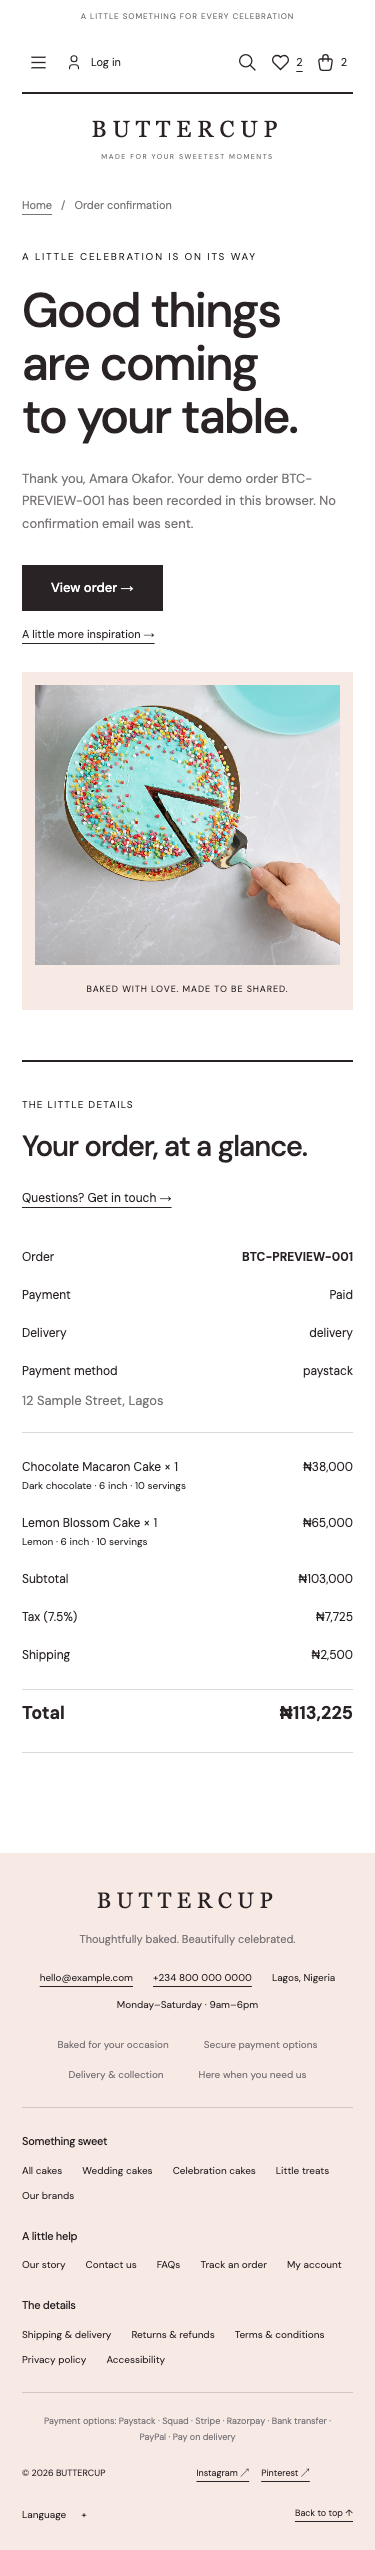 A LITTLE SOMETHING FOR EVERY CELEBRATION
Log in
2
2
BUTTERCUP
MADE FOR YOUR SWEETEST MOMENTS
Home / Order confirmation
A LITTLE CELEBRATION IS ON ITS WAY
Good things
are coming
to your table.
Thank you, Amara Okafor. Your demo order BTC-
PREVIEW-001 has been recorded in this browser. No
confirmation email was sent.
View order →
A little more inspiration →
BAKED WITH LOVE. MADE TO BE SHARED.
THE LITTLE DETAILS
Your order, at a glance.
Questions? Get in touch →
Order BTC-PREVIEW-001
Payment Paid
Delivery delivery
Payment method paystack
12 Sample Street, Lagos
Chocolate Macaron Cake × 1 ₦38,000
Dark chocolate · 6 inch · 10 servings
Lemon Blossom Cake × 1 ₦65,000
Lemon · 6 inch · 10 servings
Subtotal ₦103,000
Tax (7.5%) ₦7,725
Shipping ₦2,500
Total ₦113,225
BUTTERCUP
Thoughtfully baked. Beautifully celebrated.
hello@example.com +234 800 000 0000 Lagos, Nigeria
Monday–Saturday · 9am–6pm
Baked for your occasion Secure payment options
Delivery & collection Here when you need us
Something sweet
All cakes Wedding cakes Celebration cakes Little treats
Our brands
A little help
Our story Contact us FAQs Track an order My account
The details
Shipping & delivery Returns & refunds Terms & conditions
Privacy policy Accessibility
Payment options: Paystack · Squad · Stripe · Razorpay · Bank transfer ·
PayPal · Pay on delivery
© 2026 BUTTERCUP Instagram ↗ Pinterest ↗
Language + Back to top ↑